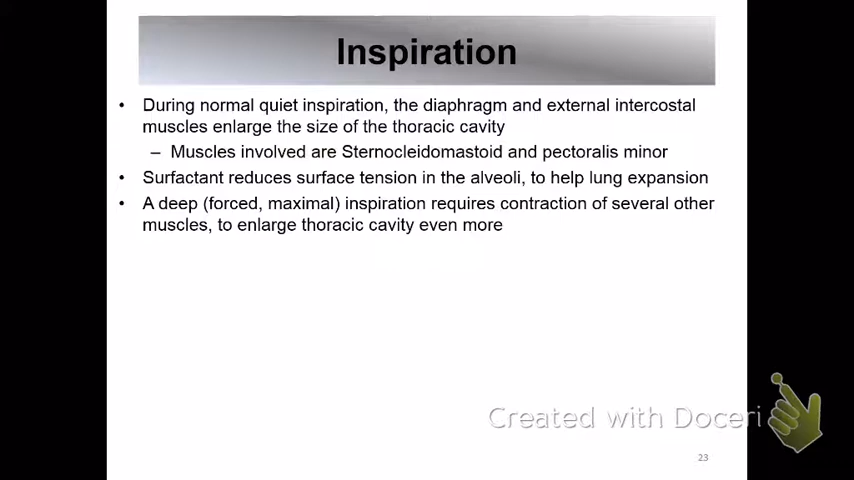 Inspiration
• During normal quiet inspiration, the diaphragm and external intercostal
muscles enlarge the size of the thoracic cavity
– Muscles involved are Sternocleidomastoid and pectoralis minor
• Surfactant reduces surface tension in the alveoli, to help lung expansion
• A deep (forced, maximal) inspiration requires contraction of several other
muscles, to enlarge thoracic cavity even more
Created with Doceri
23